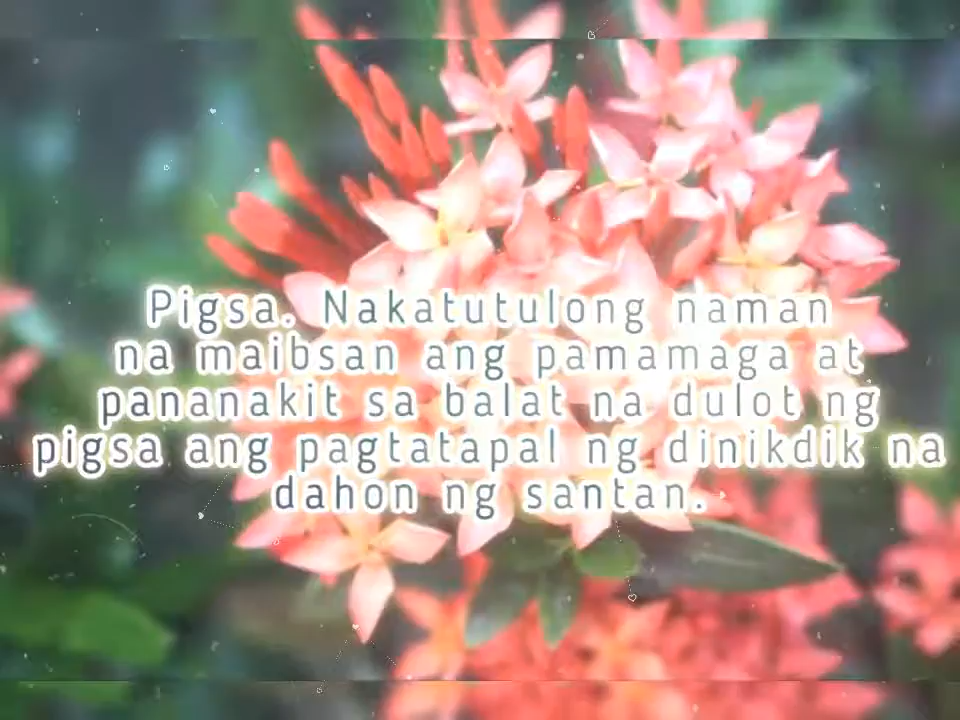 Pigsa. Nakatutulong naman
na maibsan ang pamamaga at
pananakit sa balat na dulot ng
pigsa ang pagtatapal ng dinikdik na
dahon ng santan.